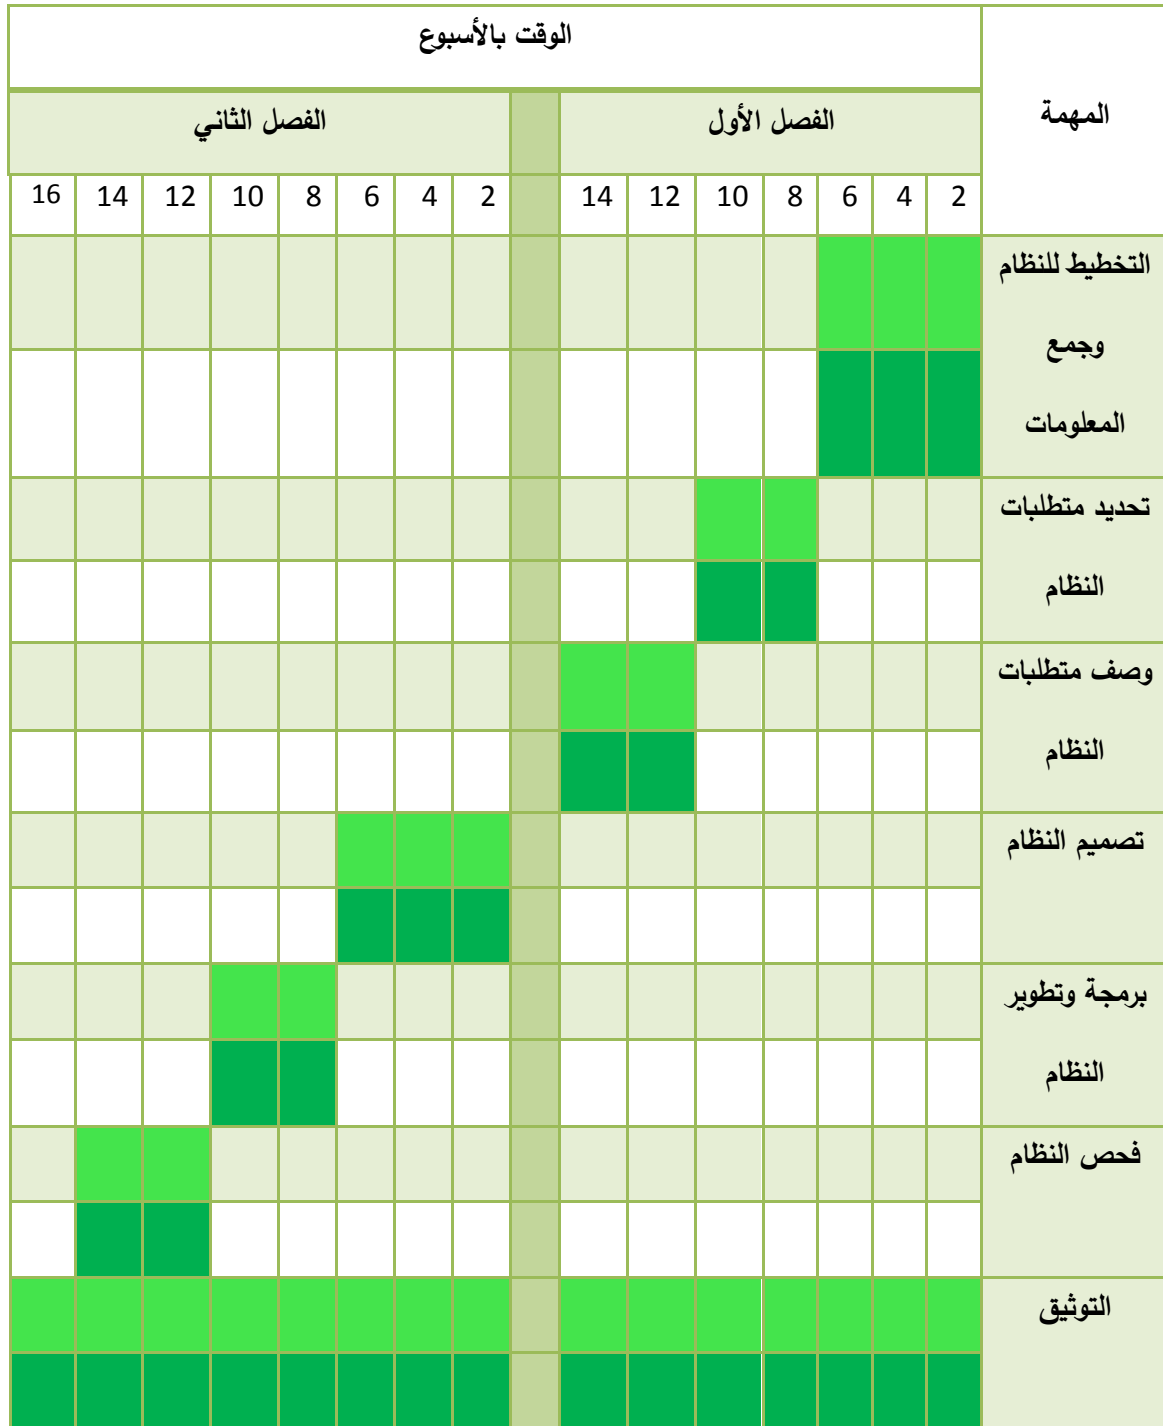 الوقت بالأسبوع
المهمة
الفصل الأول
الفصل الثاني
2 4 6 8 10 12 14 2 4 6 8 10 12 14 16
التخطيط للنظام
وجمع
المعلومات
تحديد متطلبات
النظام
وصف متطلبات
النظام
تصميم النظام
برمجة وتطوير
النظام
فحص النظام
التوثيق